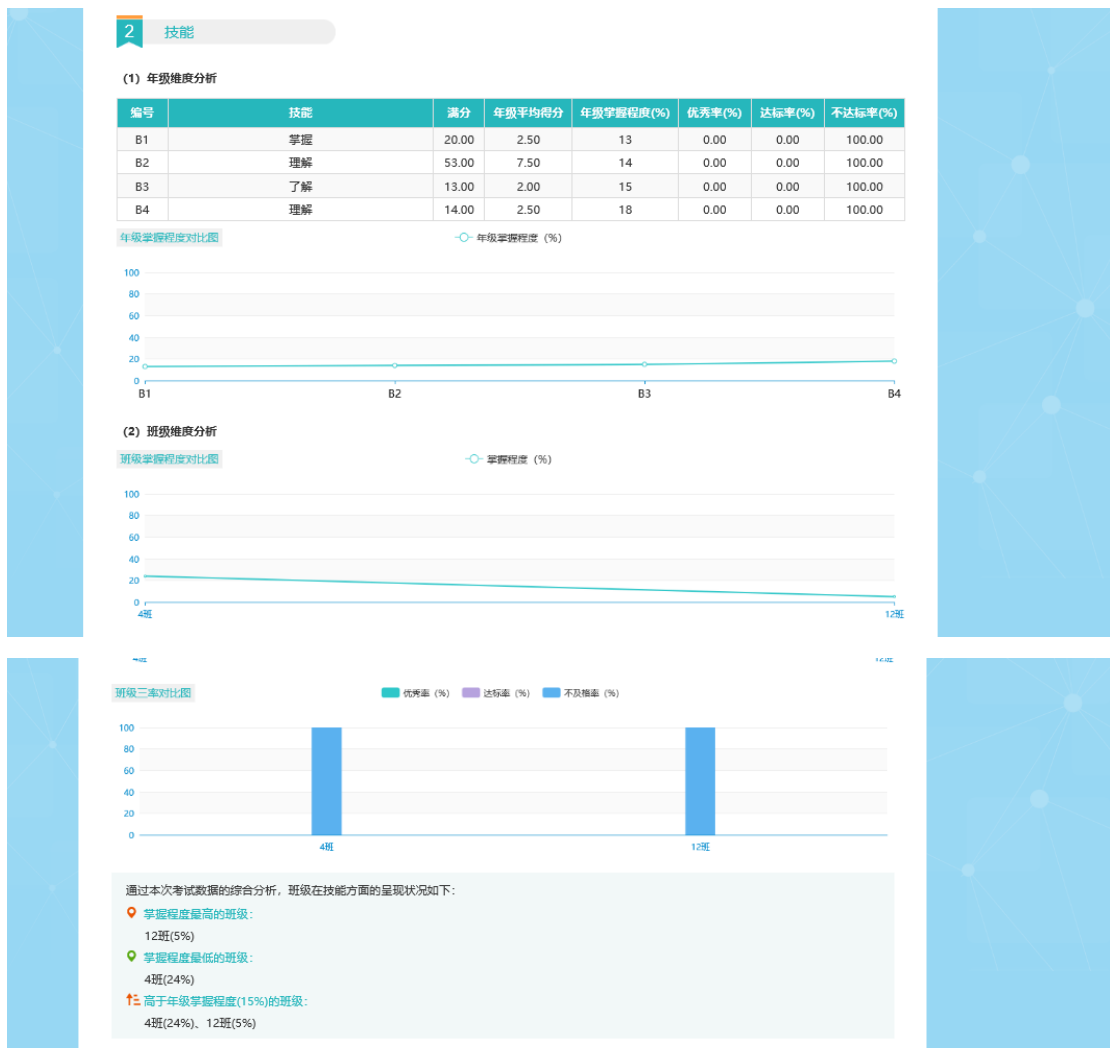 2 技能
(1) 年级维度分析
编号 技能 满分 年级平均得分 年级掌握程度(%) 优秀率(%) 达标率(%) 不达标率(%)
B1 掌握 20.00 2.50 13 0.00 0.00 100.00
B2 理解 53.00 7.50 14 0.00 0.00 100.00
B3 了解 13.00 2.00 15 0.00 0.00 100.00
B4 理解 14.00 2.50 18 0.00 0.00 100.00
年级掌握程度对比图 年级掌握程度 (%)
100
80
60
40
20
0
B1 B2 B3 B4
(2) 班级维度分析
班级掌握程度对比图 掌握程度 (%)
100
80
60
40
20
0
4班 12班
4班 12班
班级三率对比图 优秀率 (%) 达标率 (%) 不及格率 (%)
100
80
60
40
20
0
4班 12班
通过本次考试数据的综合分析，班级在技能方面的呈现状况如下：
掌握程度最高的班级：
12班(5%)
掌握程度最低的班级：
4班(24%)
高于年级掌握程度(15%)的班级：
4班(24%)、12班(5%)